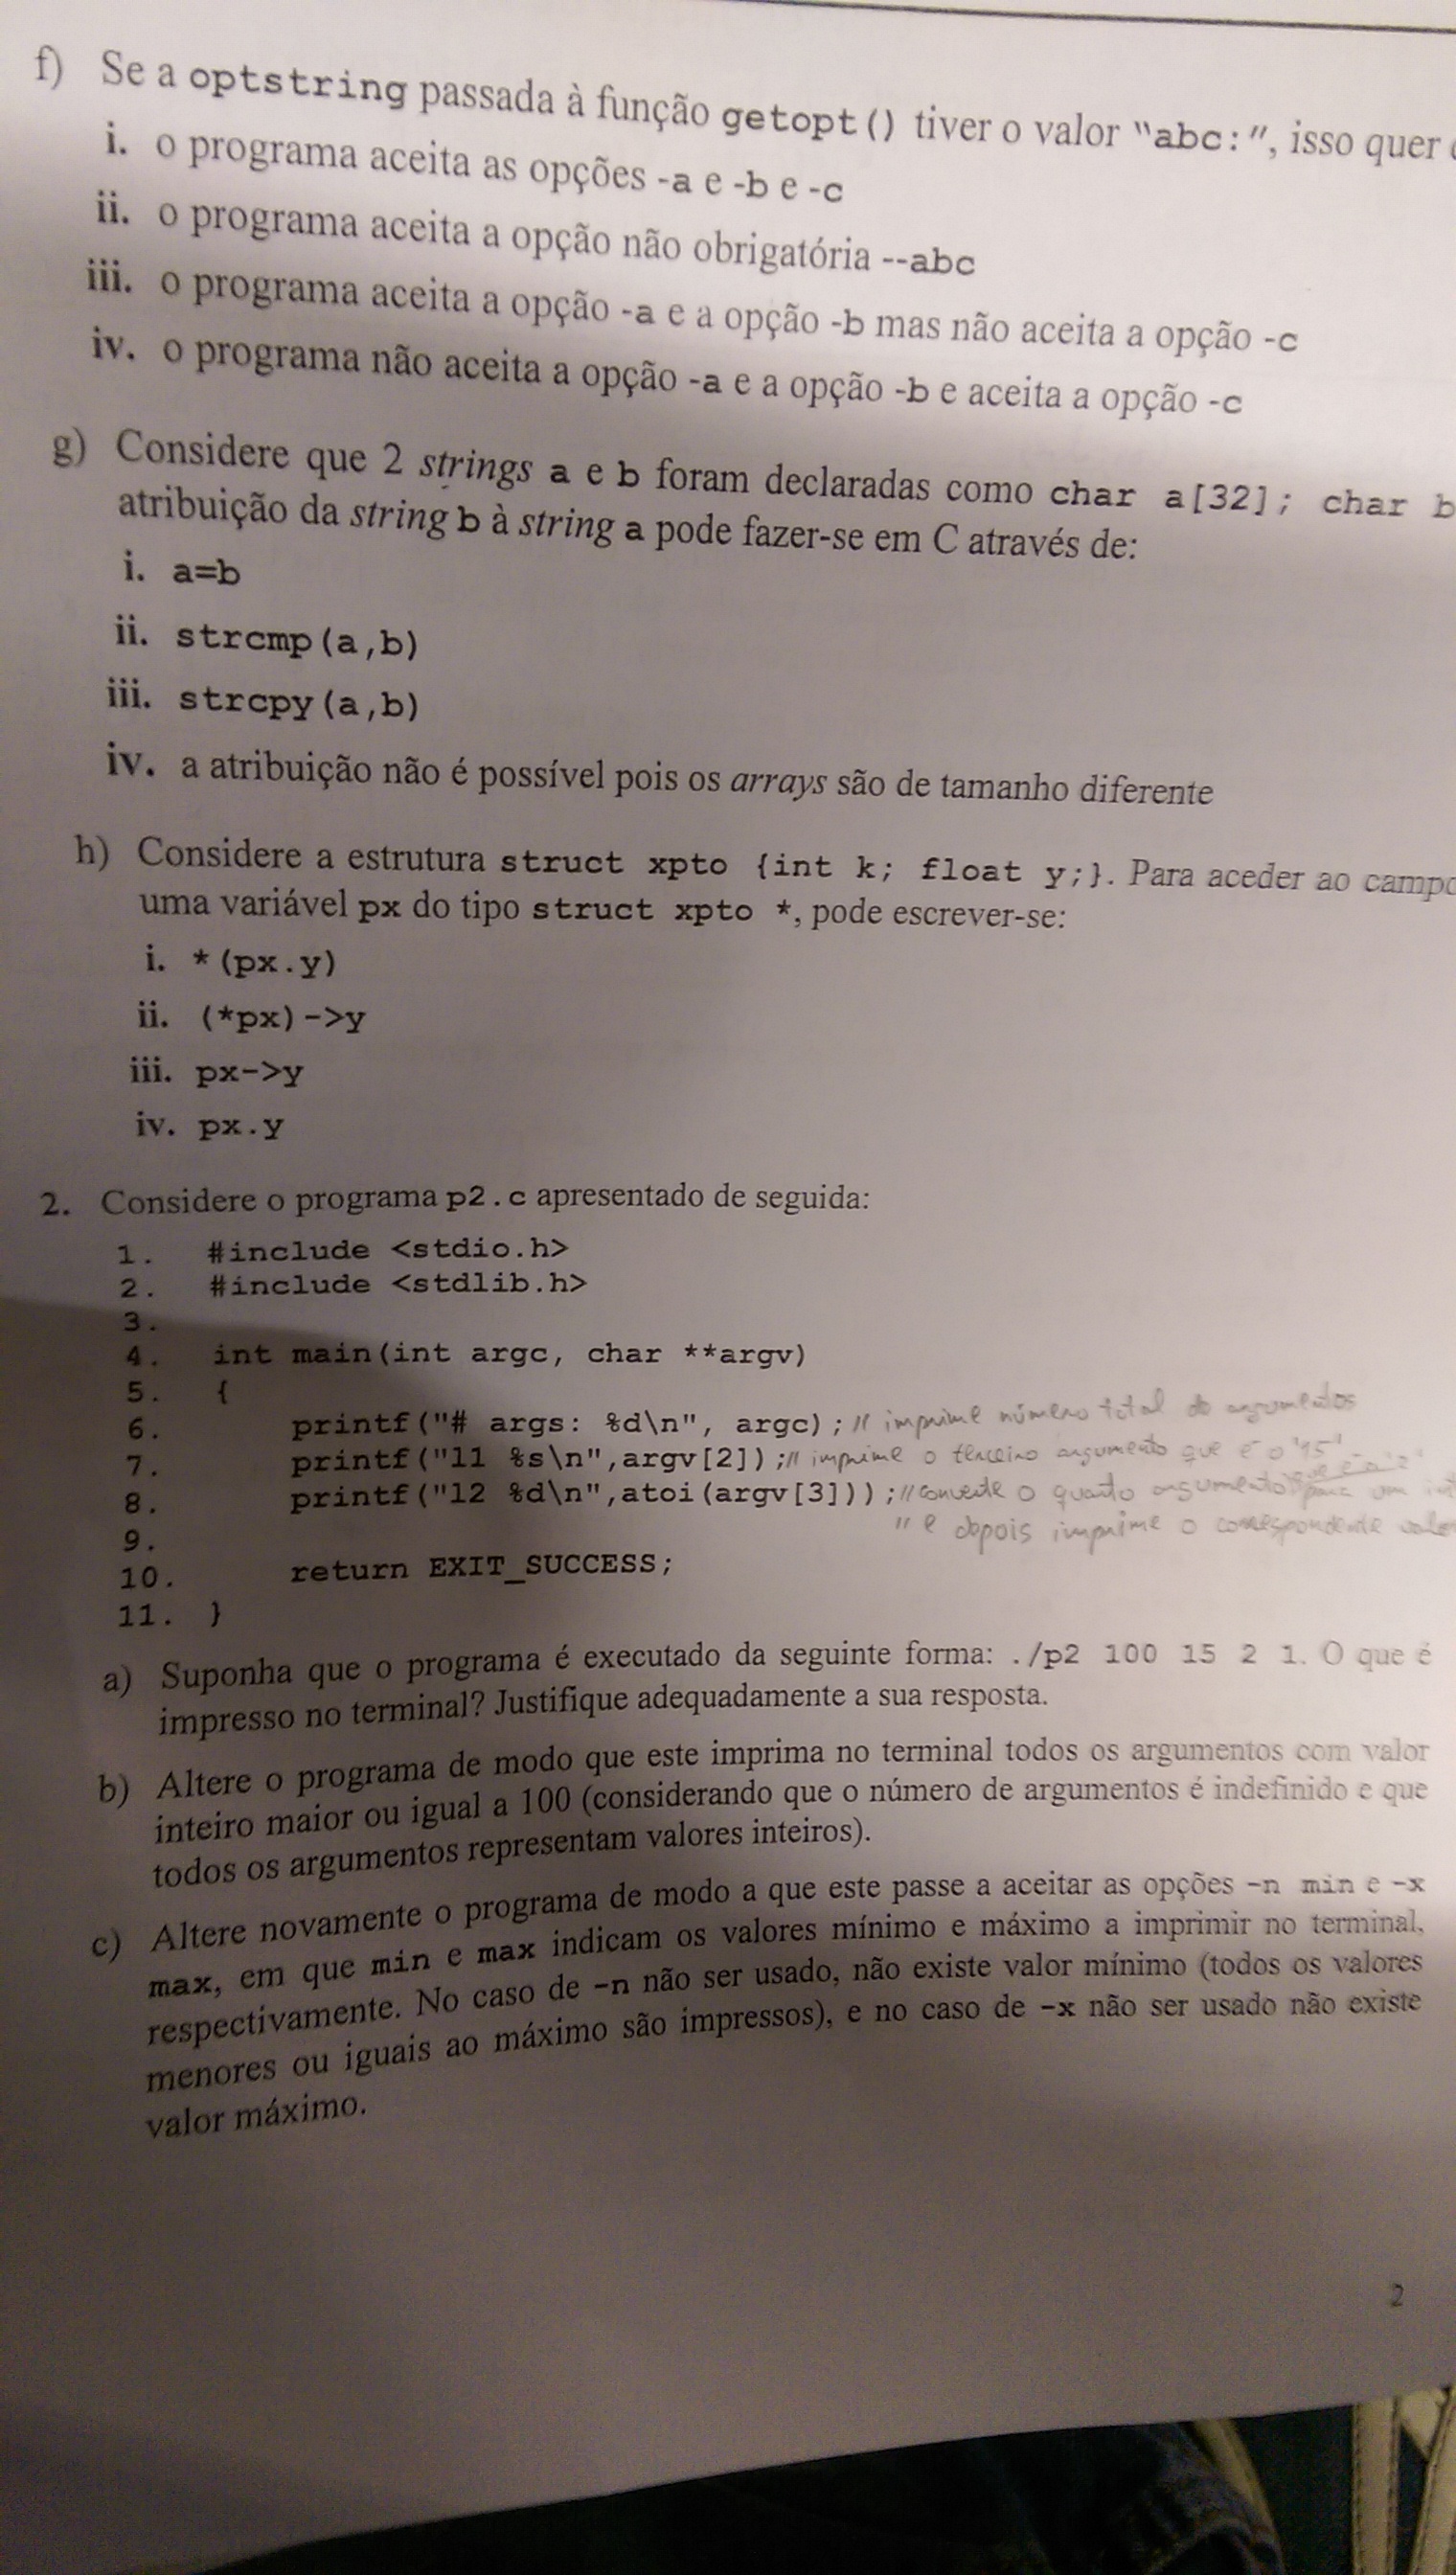 f) Se a optstring passada à função getopt() tiver o valor "abc:", isso quer
i. o programa aceita as opções -a e -b e -c
ii. o programa aceita a opção não obrigatória --abc
iii. o programa aceita a opção -a e a opção -b mas não aceita a opção -c
iv. o programa não aceita a opção -a e a opção -b e aceita a opção -c
g) Considere que 2 strings a e b foram declaradas como char a[32]; char b
atribuição da string b à string a pode fazer-se em C através de:
i. a=b
ii. strcmp(a,b)
iii. strcpy(a,b)
iv. a atribuição não é possível pois os arrays são de tamanho diferente
h) Considere a estrutura struct xpto {int k; float y;}. Para aceder ao campo
uma variável px do tipo struct xpto *, pode escrever-se:
i. *(px.y)
ii. (*px)->y
iii. px->y
iv. px.y
2. Considere o programa p2.c apresentado de seguida:
1. #include <stdio.h>
2. #include <stdlib.h>
3.
4. int main(int argc, char **argv)
5. {
6. printf("# args: %d\n", argc); // imprime número total de argumentos
7. printf("l1 %s\n",argv[2]);// imprime o terceiro argumento que é o '15'
8. printf("l2 %d\n",atoi(argv[3]));//converte o quarto argumento que é o '2' para um
// e depois imprime o correspondente valor
9.
10. return EXIT_SUCCESS;
11. }
a) Suponha que o programa é executado da seguinte forma: ./p2 100 15 2 1. O que é
impresso no terminal? Justifique adequadamente a sua resposta.
b) Altere o programa de modo que este imprima no terminal todos os argumentos com valor
inteiro maior ou igual a 100 (considerando que o número de argumentos é indefinido e que
todos os argumentos representam valores inteiros).
c) Altere novamente o programa de modo a que este passe a aceitar as opções -n min e -x
max, em que min e max indicam os valores mínimo e máximo a imprimir no terminal,
respectivamente. No caso de -n não ser usado, não existe valor mínimo (todos os valores
menores ou iguais ao máximo são impressos), e no caso de -x não ser usado não existe
valor máximo.
2